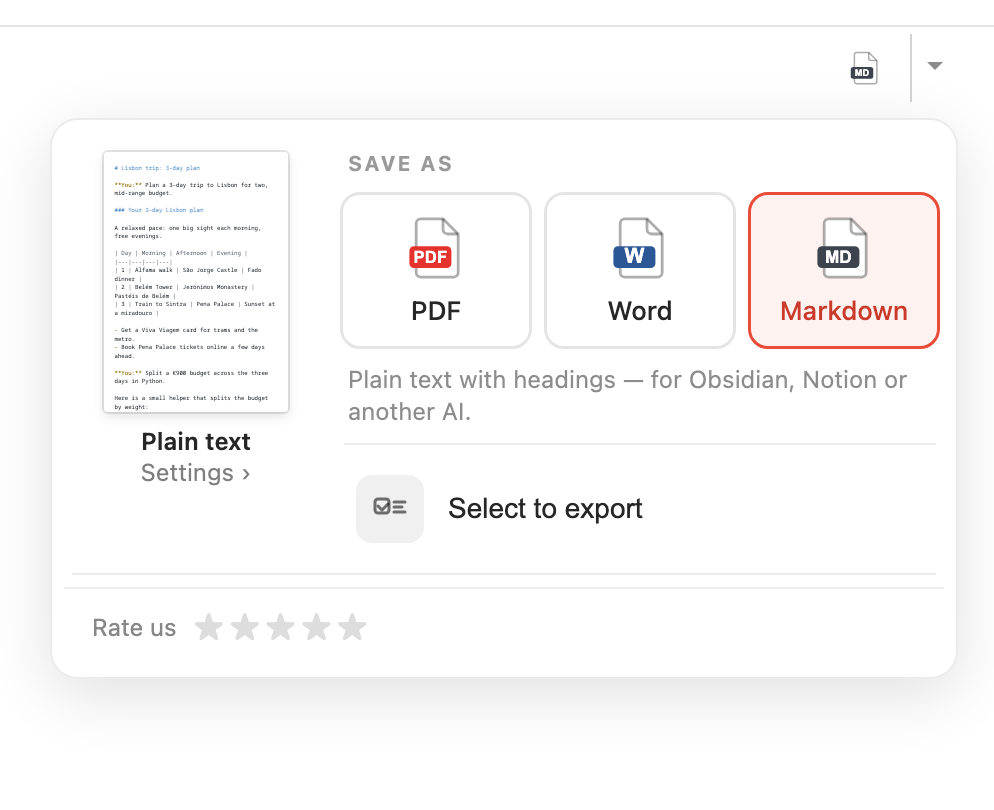 MD
SAVE AS
# Lisbon trip: 3-day plan
**You:** Plan a 3-day trip to Lisbon for two,
mid-range budget.
### Your 3-day Lisbon plan
A relaxed pace: one big sight each morning,
free evenings.
| Day | Morning | Afternoon | Evening |
|---|---|---|---|
| 1 | Alfama walk | São Jorge Castle | Fado
dinner |
| 2 | Belém Tower | Jerónimos Monastery |
Pastéis de Belém |
| 3 | Train to Sintra | Pena Palace | Sunset at
a miradouro |
- Get a Viva Viagem card for trams and the
metro.
- Book Pena Palace tickets online a few days
ahead.
**You:** Split a €900 budget across the three
days in Python.
Here is a small helper that splits the budget
by weight:
Plain text
Settings ›
PDF
PDF
W
Word
MD
Markdown
Plain text with headings — for Obsidian, Notion or
another AI.
Select to export
Rate us